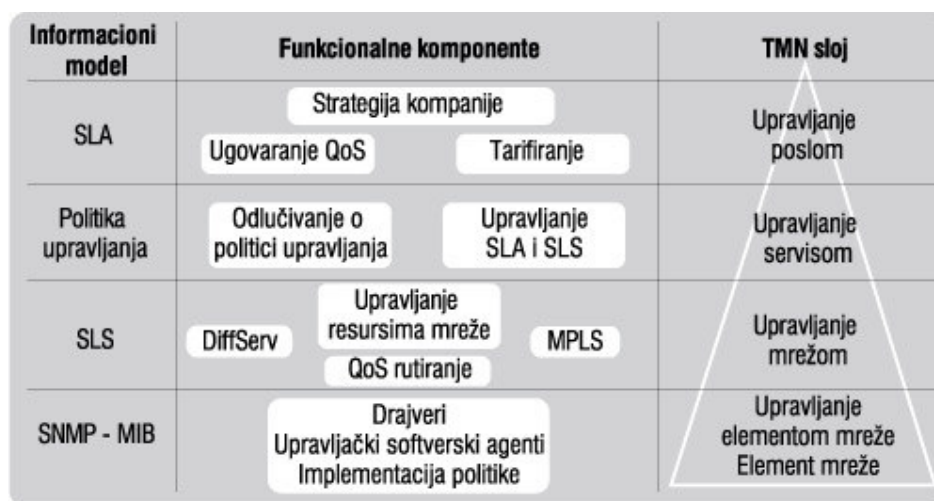 Informacioni
model
Funkcionalne komponente
TMN sloj
SLA
Strategija kompanije
Ugovaranje QoS
Tarifiranje
Upravljanje
poslom
Politika
upravljanja
Odlučivanje o
politici upravljanja
Upravljanje
SLA i SLS
Upravljanje
servisom
SLS
DiffServ
Upravljanje
resursima mreže
MPLS
QoS rutiranje
Upravljanje
mrežom
SNMP - MIB
Drajveri
Upravljački softverski agenti
Implementacija politike
Upravljanje
elementom mreže
Element mreže